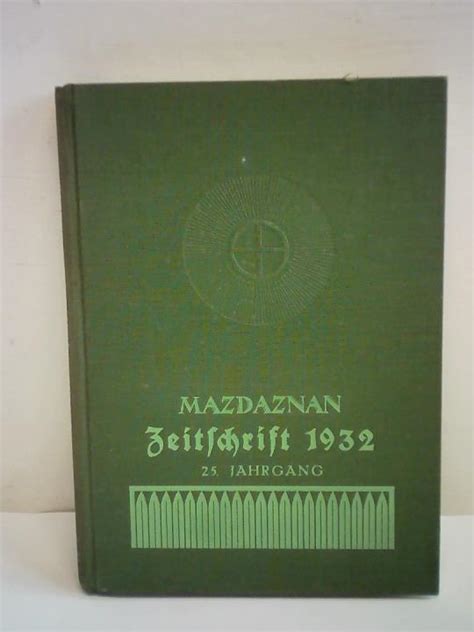 MAZDAZNAN
Zeitſchrift 1932
25. JAHRGANG